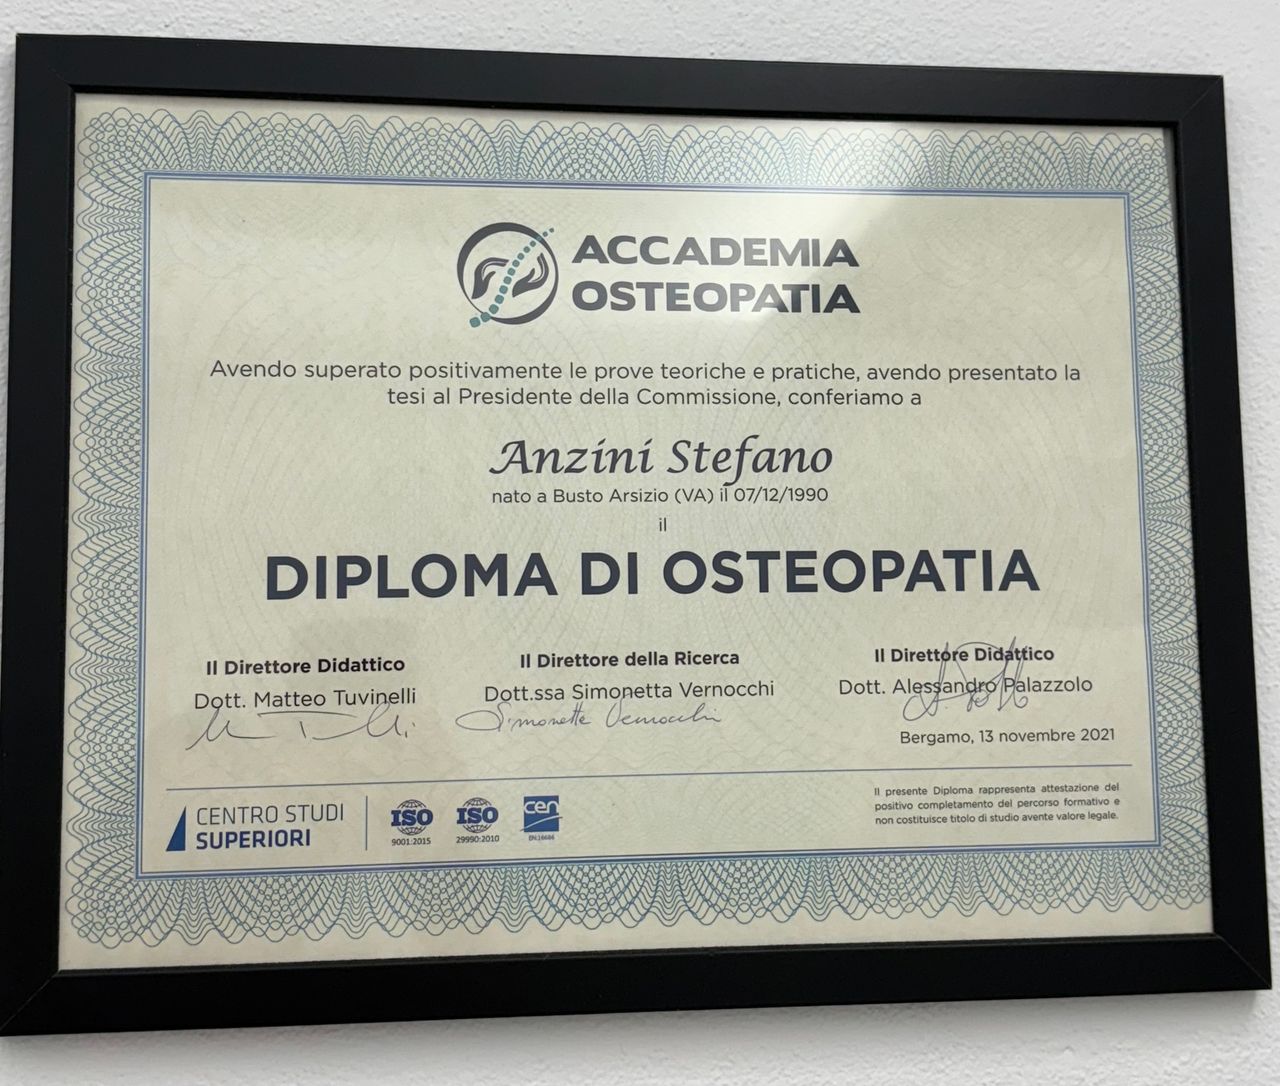 ACCADEMIA
OSTEOPATIA
Avendo superato positivamente le prove teoriche e pratiche, avendo presentato la
tesi al Presidente della Commissione, conferiamo a
Anzini Stefano
nato a Busto Arsizio (VA) il 07/12/1990
il
DIPLOMA DI OSTEOPATIA
Il Direttore Didattico
Dott. Matteo Tuvinelli
Il Direttore della Ricerca
Dott.ssa Simonetta Vernocchi
Simonetta Vernocchi
Il Direttore Didattico
Dott. Alessandro Palazzolo
Bergamo, 13 novembre 2021
CENTRO STUDI
SUPERIORI
ISO
9001:2015
ISO
29990:2010
cen
EN:16686
Il presente Diploma rappresenta attestazione del
positivo completamento del percorso formativo e
non costituisce titolo di studio avente valore legale.